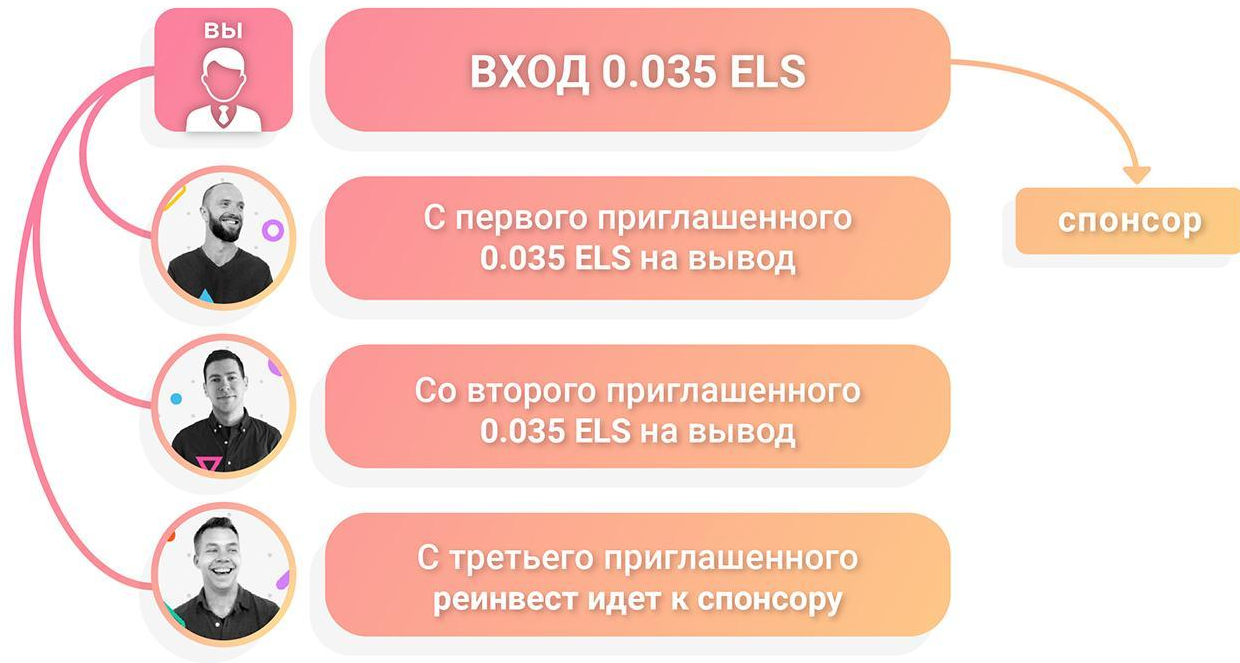 ВЫ
ВХОД 0.035 ELS
спонсор
С первого приглашенного
0.035 ELS на вывод
Со второго приглашенного
0.035 ELS на вывод
С третьего приглашенного
реинвест идет к спонсору